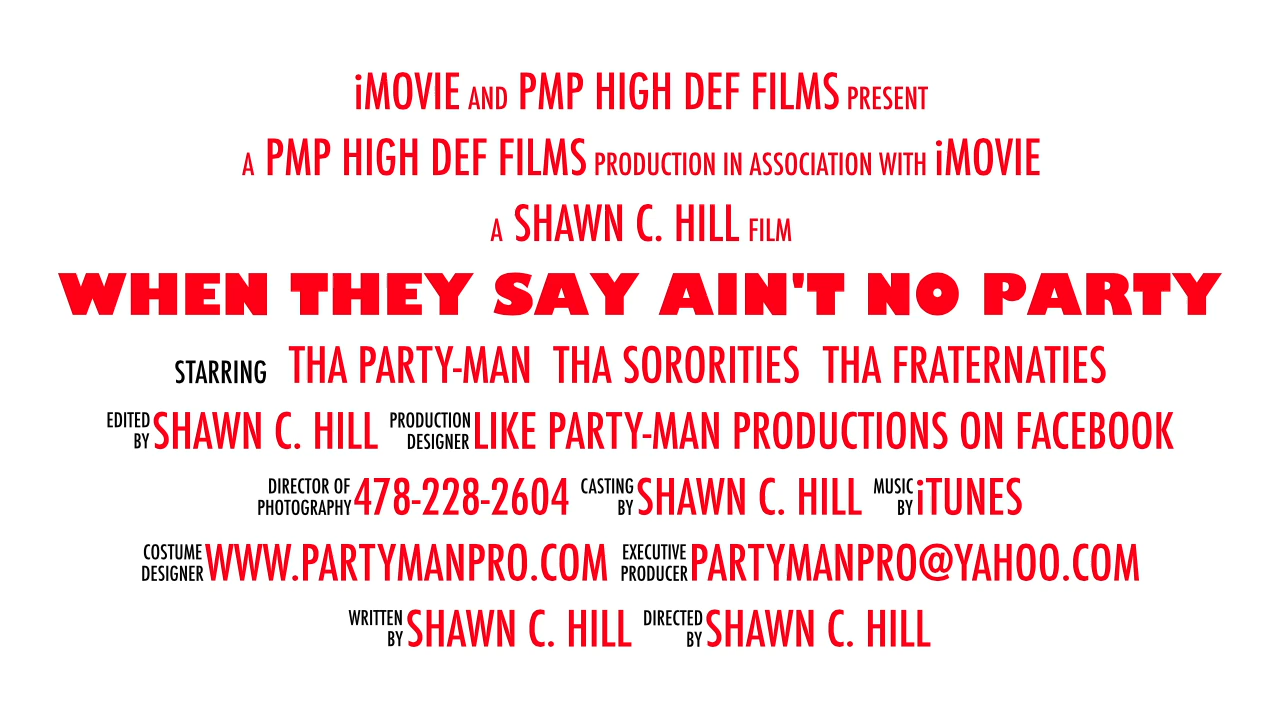 iMOVIE AND PMP HIGH DEF FILMS PRESENT
A PMP HIGH DEF FILMS PRODUCTION IN ASSOCIATION WITH iMOVIE
A SHAWN C. HILL FILM
WHEN THEY SAY AIN'T NO PARTY
STARRING THA PARTY-MAN THA SORORITIES THA FRATERNATIES
EDITED BY SHAWN C. HILL PRODUCTION DESIGNER LIKE PARTY-MAN PRODUCTIONS ON FACEBOOK
DIRECTOR OF PHOTOGRAPHY 478-228-2604 CASTING BY SHAWN C. HILL MUSIC BY iTUNES
COSTUME DESIGNER WWW.PARTYMANPRO.COM EXECUTIVE PRODUCER PARTYMANPRO@YAHOO.COM
WRITTEN BY SHAWN C. HILL DIRECTED BY SHAWN C. HILL